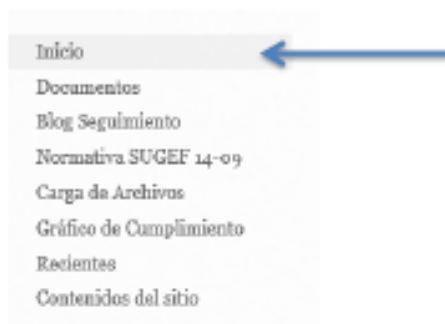 Inicio
Documentos
Blog Seguimiento
Normativa SUGEF 14-09
Carga de Archivos
Gráfico de Cumplimiento
Recientes
Contenidos del sitio